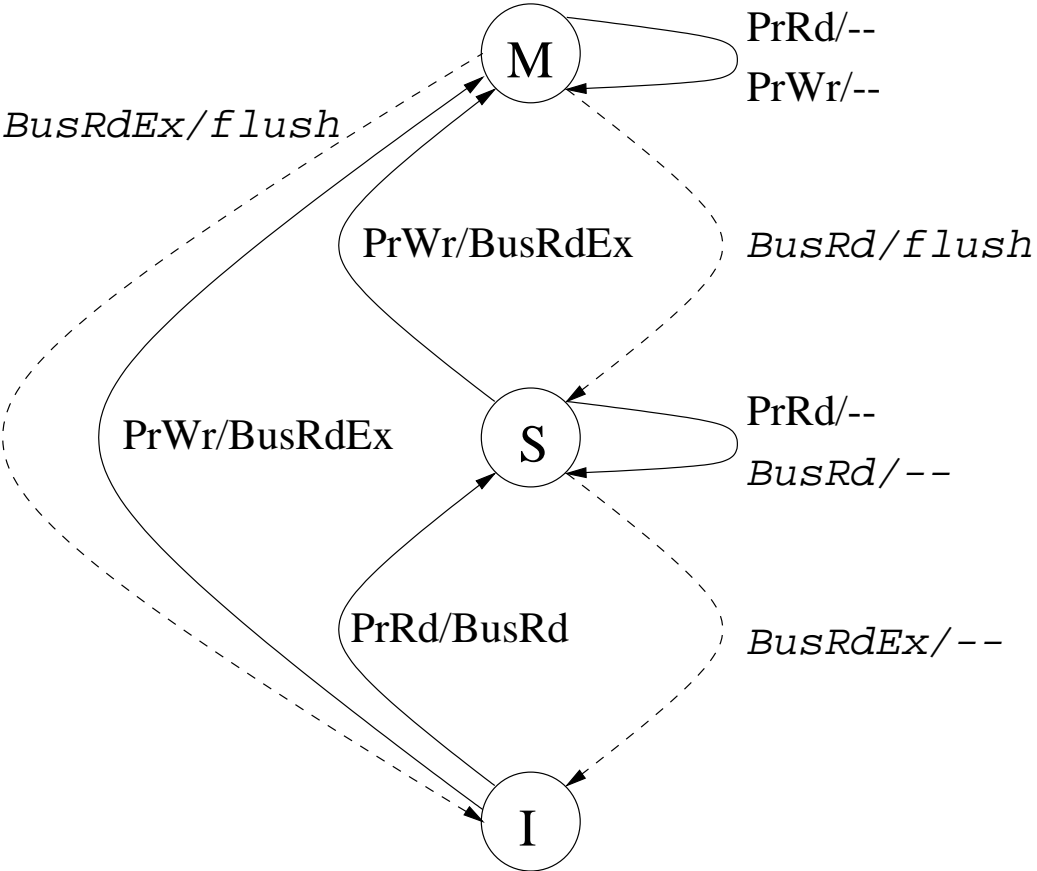 PrRd/--
M
PrWr/--
BusRdEx/flush
PrWr/BusRdEx
BusRd/flush
PrRd/--
PrWr/BusRdEx
S
BusRd/--
PrRd/BusRd
BusRdEx/--
I